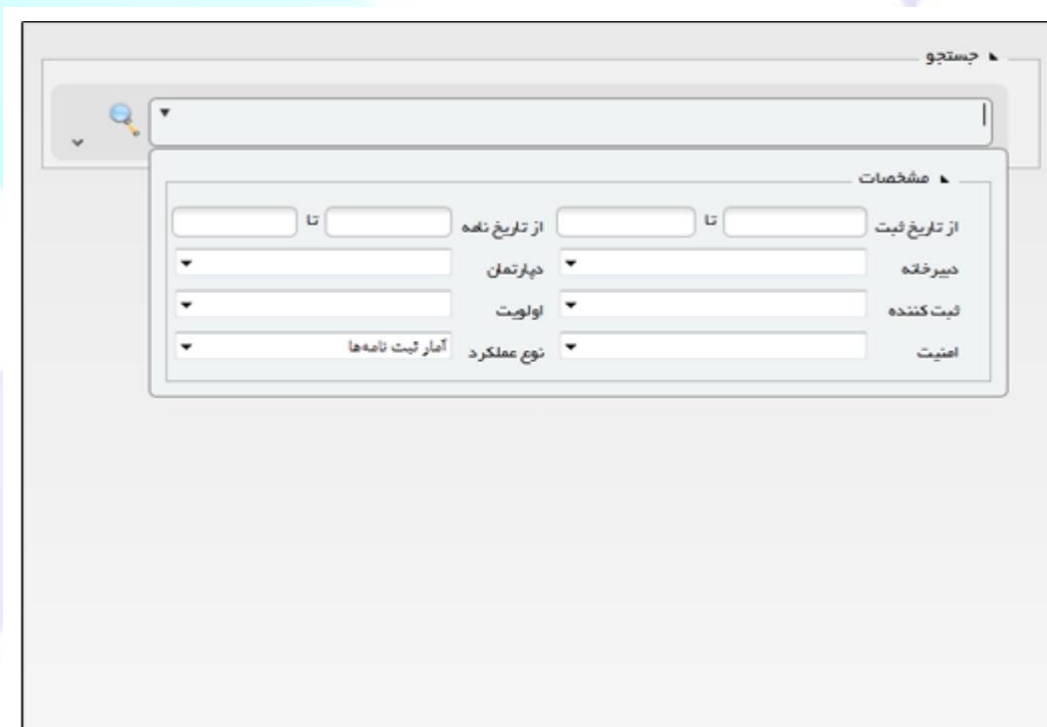 جستجو
مشخصات
از تاریخ ثبت تا از تاریخ نامه تا
دبیرخانه دپارتمان
ثبت کننده اولویت
امنیت نوع عملکرد آمار ثبت نامه‌ها